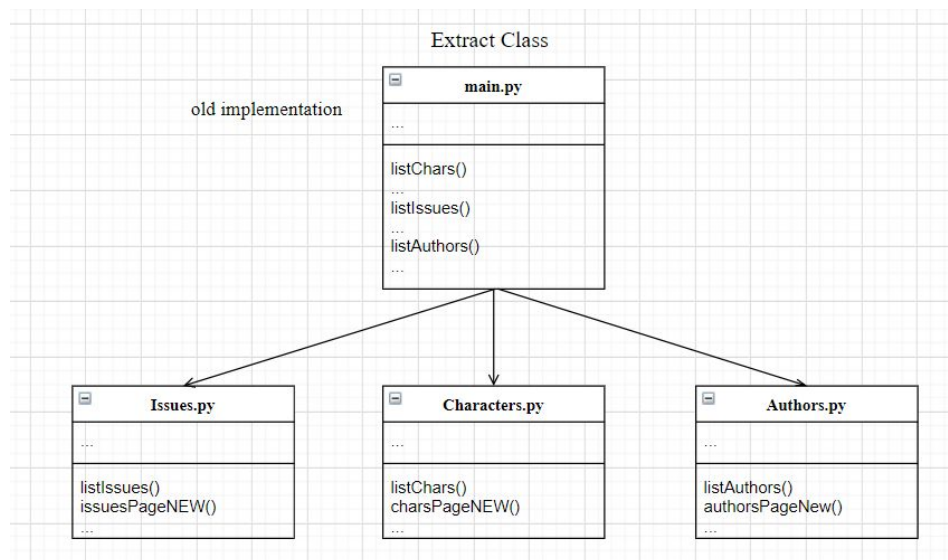 Extract Class
old implementation
main.py
...
listChars()
...
listIssues()
...
listAuthors()
...
Issues.py
...
listIssues()
issuesPageNEW()
...
Characters.py
...
listChars()
charsPageNEW()
...
Authors.py
...
listAuthors()
authorsPageNew()
...